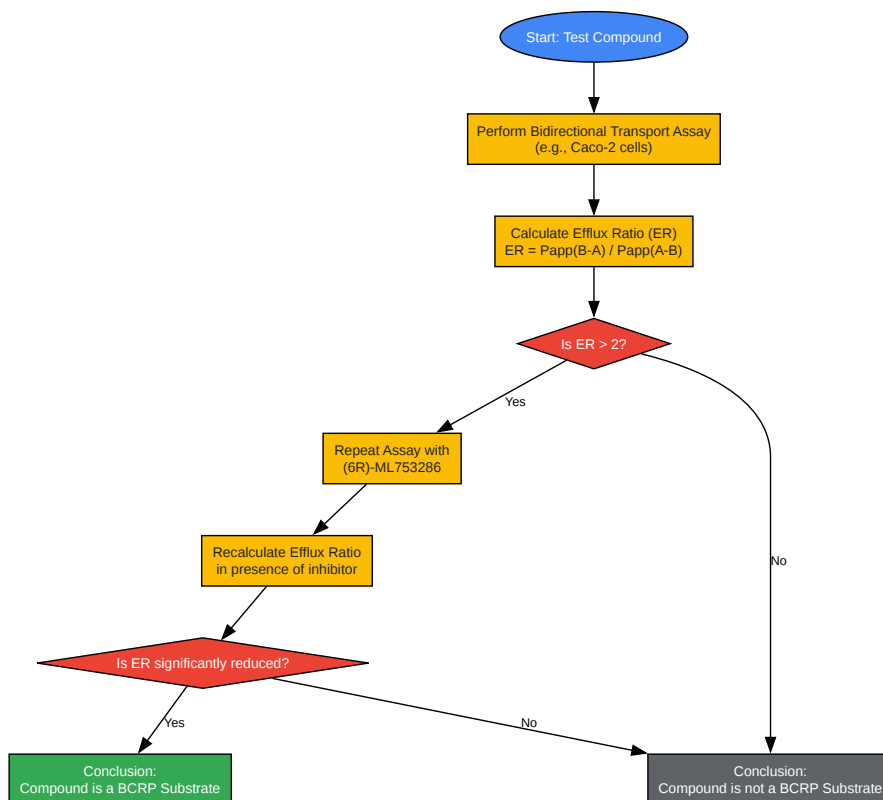 Start: Test Compound
Perform Bidirectional Transport Assay
(e.g., Caco-2 cells)
Calculate Efflux Ratio (ER)
ER = Papp(B-A) / Papp(A-B)
Is ER > 2?
Yes
Repeat Assay with
(6R)-ML753286
Recalculate Efflux Ratio
in presence of inhibitor
No
Is ER significantly reduced?
Yes
No
Conclusion:
Compound is a BCRP Substrate
Conclusion:
Compound is not a BCRP Substrate